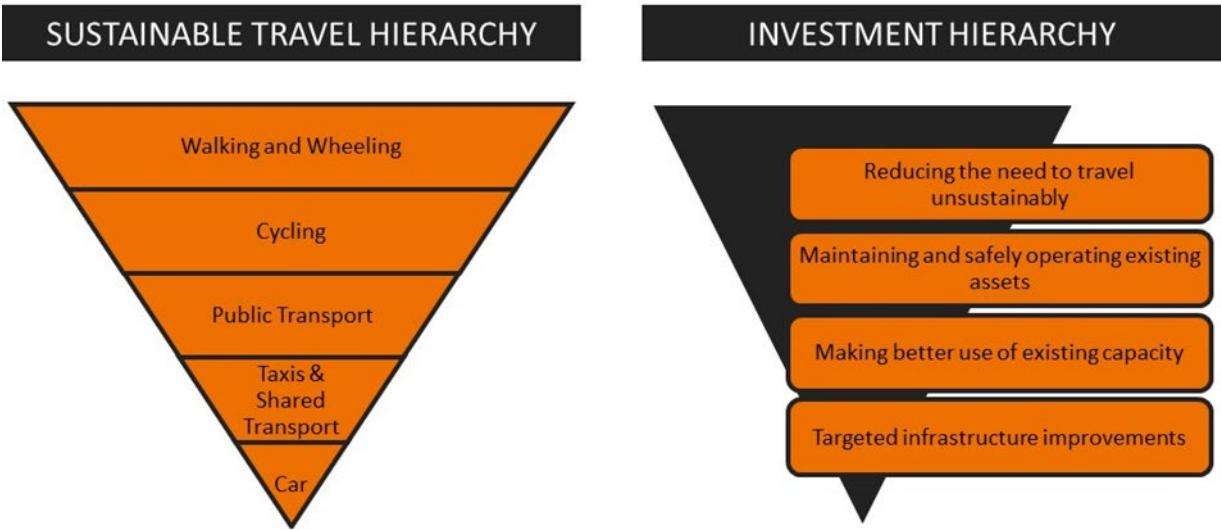 SUSTAINABLE TRAVEL HIERARCHY
Walking and Wheeling
Cycling
Public Transport
Taxis &
Shared
Transport
Car
INVESTMENT HIERARCHY
Reducing the need to travel
unsustainably
Maintaining and safely operating existing
assets
Making better use of existing capacity
Targeted infrastructure improvements